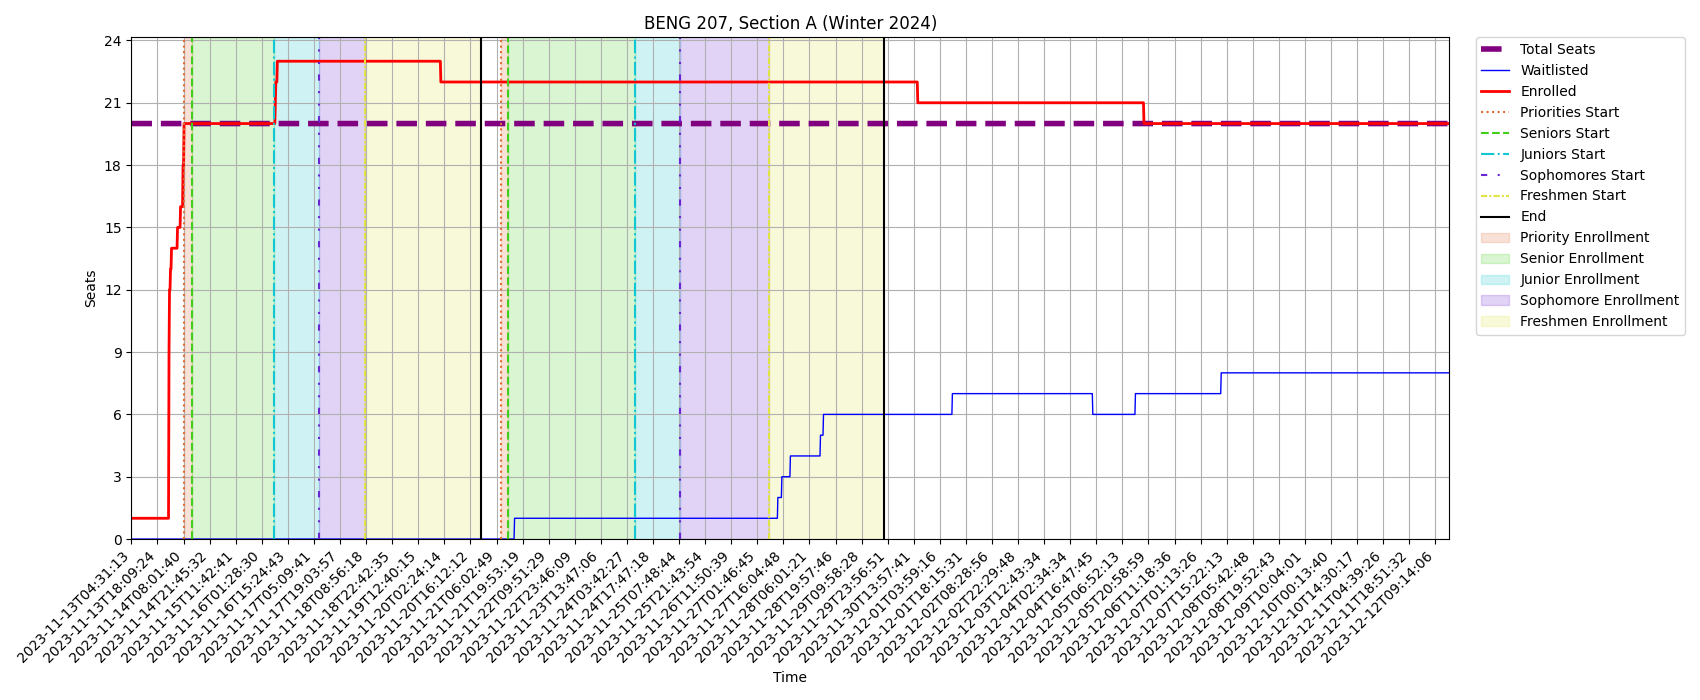 BENG 207, Section A (Winter 2024)
24
21
18
15
12
9
6
3
0
Seats
2023-11-13T04:31:13
2023-11-13T18:09:24
2023-11-14T08:01:40
2023-11-14T21:45:32
2023-11-15T11:42:47
2023-11-16T01:28:30
2023-11-16T15:24:43
2023-11-17T05:09:41
2023-11-17T19:03:57
2023-11-18T08:56:18
2023-11-18T22:42:35
2023-11-19T12:40:15
2023-11-20T02:24:14
2023-11-20T16:12:12
2023-11-21T06:02:49
2023-11-21T19:53:19
2023-11-22T09:51:29
2023-11-22T23:46:09
2023-11-23T13:47:06
2023-11-24T03:42:27
2023-11-24T17:47:18
2023-11-25T07:48:44
2023-11-25T21:43:54
2023-11-26T11:50:39
2023-11-27T01:46:45
2023-11-27T16:04:48
2023-11-28T06:01:21
2023-11-28T19:57:46
2023-11-29T09:58:28
2023-11-29T23:56:51
2023-11-30T13:57:41
2023-12-01T03:59:16
2023-12-01T18:15:31
2023-12-02T08:28:56
2023-12-02T22:29:48
2023-12-03T12:43:34
2023-12-04T02:34:34
2023-12-04T16:47:45
2023-12-05T06:52:13
2023-12-05T20:58:59
2023-12-06T11:18:36
2023-12-07T01:13:26
2023-12-07T15:22:13
2023-12-08T05:42:48
2023-12-08T19:52:43
2023-12-09T10:04:01
2023-12-10T00:13:40
2023-12-10T14:30:17
2023-12-11T04:39:26
2023-12-11T18:51:32
2023-12-12T09:14:06
Time
Total Seats
Waitlisted
Enrolled
Priorities Start
Seniors Start
Juniors Start
Sophomores Start
Freshmen Start
End
Priority Enrollment
Senior Enrollment
Junior Enrollment
Sophomore Enrollment
Freshmen Enrollment